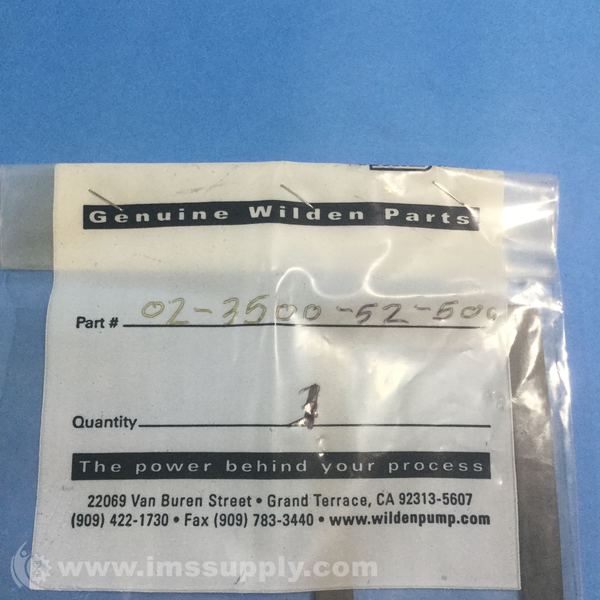 Genuine Wilden Parts
Part # 02-3500-52-500
Quantity 1
The power behind your process
22069 Van Buren Street • Grand Terrace, CA 92313-5607
(909) 422-1730 • Fax (909) 783-3440 • www.wildenpump.com
www.imssupply.com